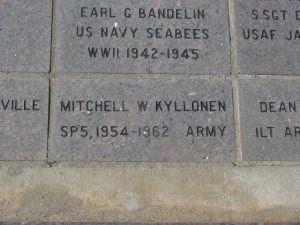 EARL G BANDELIN
US NAVY SEABEES
WWII 1942-1945
SSGT D
USAF JA
VILLE
MITCHELL W KYLLONEN
SP5, 1954-1962 ARMY
DEAN
1LT AR